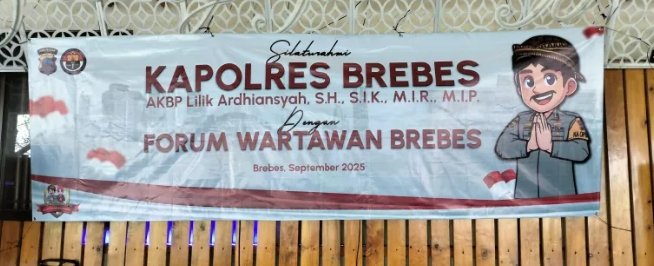 Silaturahmi
KAPOLRES BREBES
AKBP Lilik Ardhiansyah, S.H., S.I.K., M.I.R., M.I.P.
Dengan
FORUM WARTAWAN BREBES
Brebes, September 2025